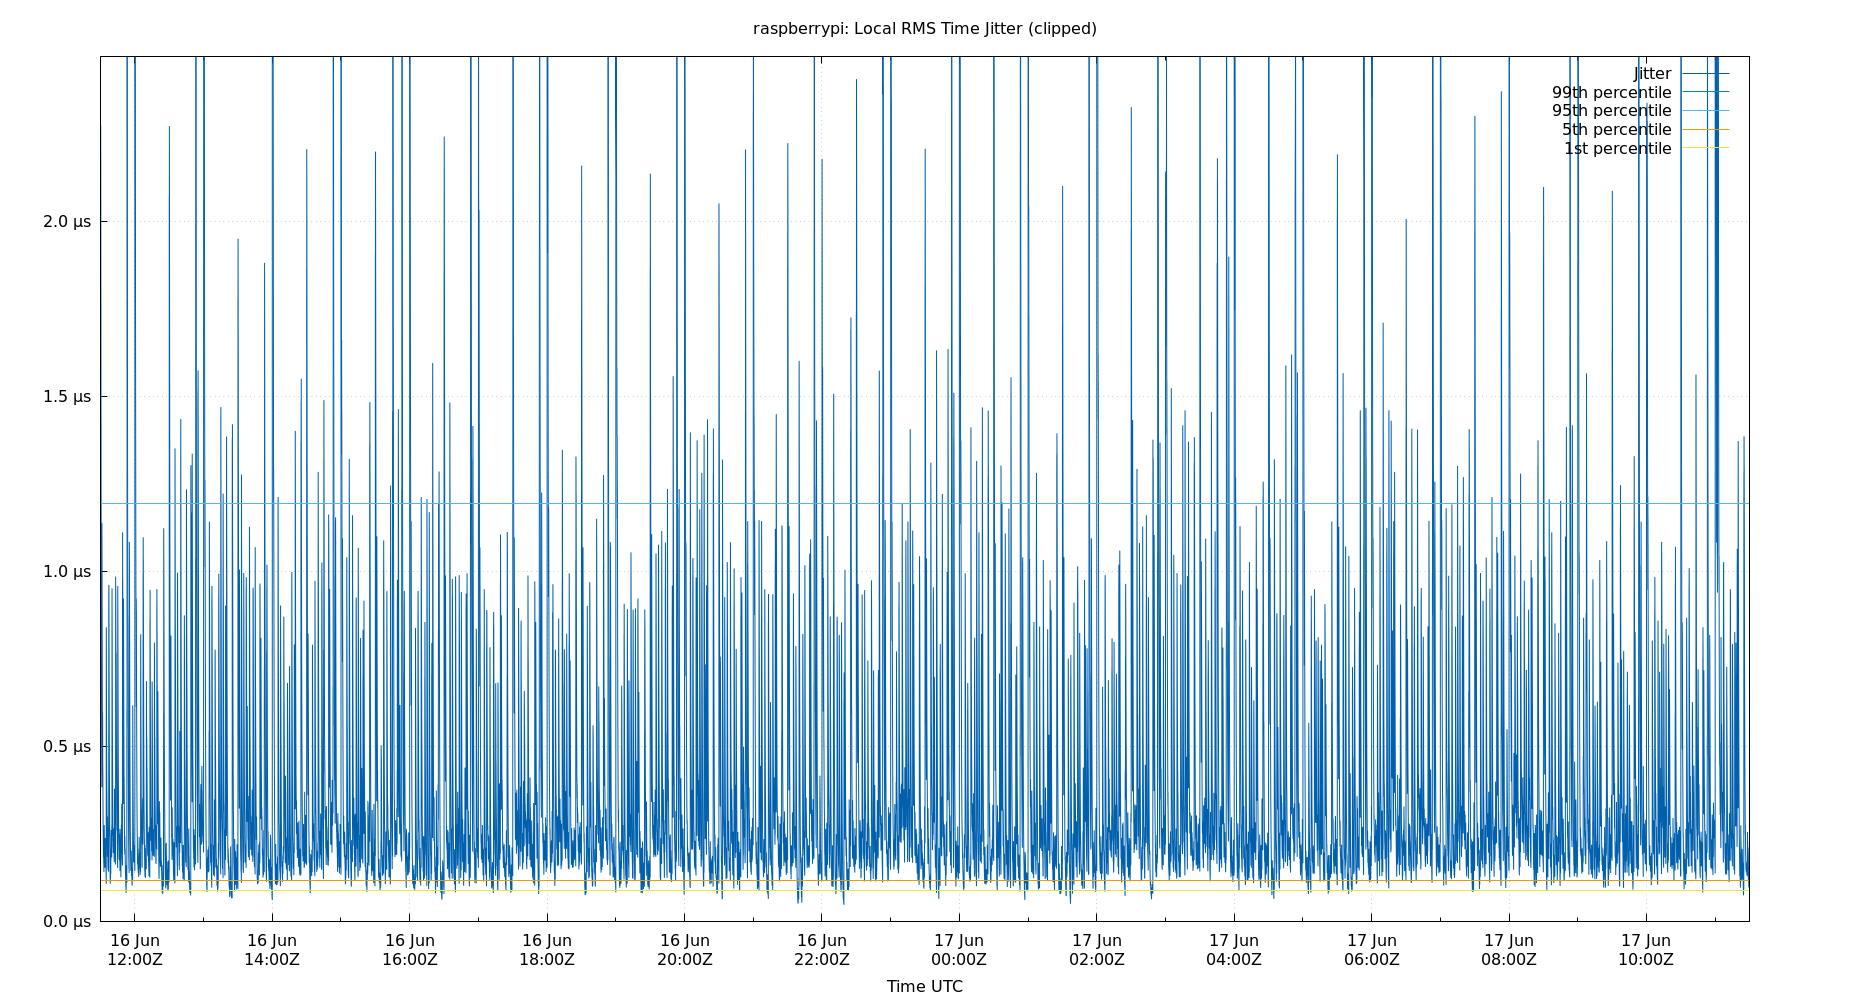 raspberrypi: Local RMS Time Jitter (clipped)
Jitter
99th percentile
95th percentile
5th percentile
1st percentile
2.0 μs
1.5 μs
1.0 μs
0.5 μs
0.0 μs
16 Jun 16 Jun 16 Jun 16 Jun 16 Jun 16 Jun 17 Jun 17 Jun 17 Jun 17 Jun 17 Jun 17 Jun
12:00Z 14:00Z 16:00Z 18:00Z 20:00Z 22:00Z 00:00Z 02:00Z 04:00Z 06:00Z 08:00Z 10:00Z
Time UTC